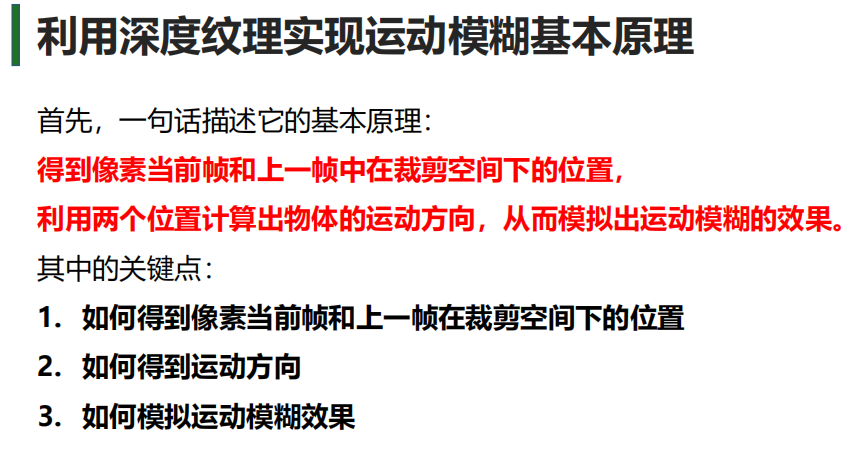 利用深度纹理实现运动模糊基本原理
首先，一句话描述它的基本原理：
得到像素当前帧和上一帧中在裁剪空间下的位置，
利用两个位置计算出物体的运动方向，从而模拟出运动模糊的效果。
其中的关键点：
1. 如何得到像素当前帧和上一帧在裁剪空间下的位置
2. 如何得到运动方向
3. 如何模拟运动模糊效果